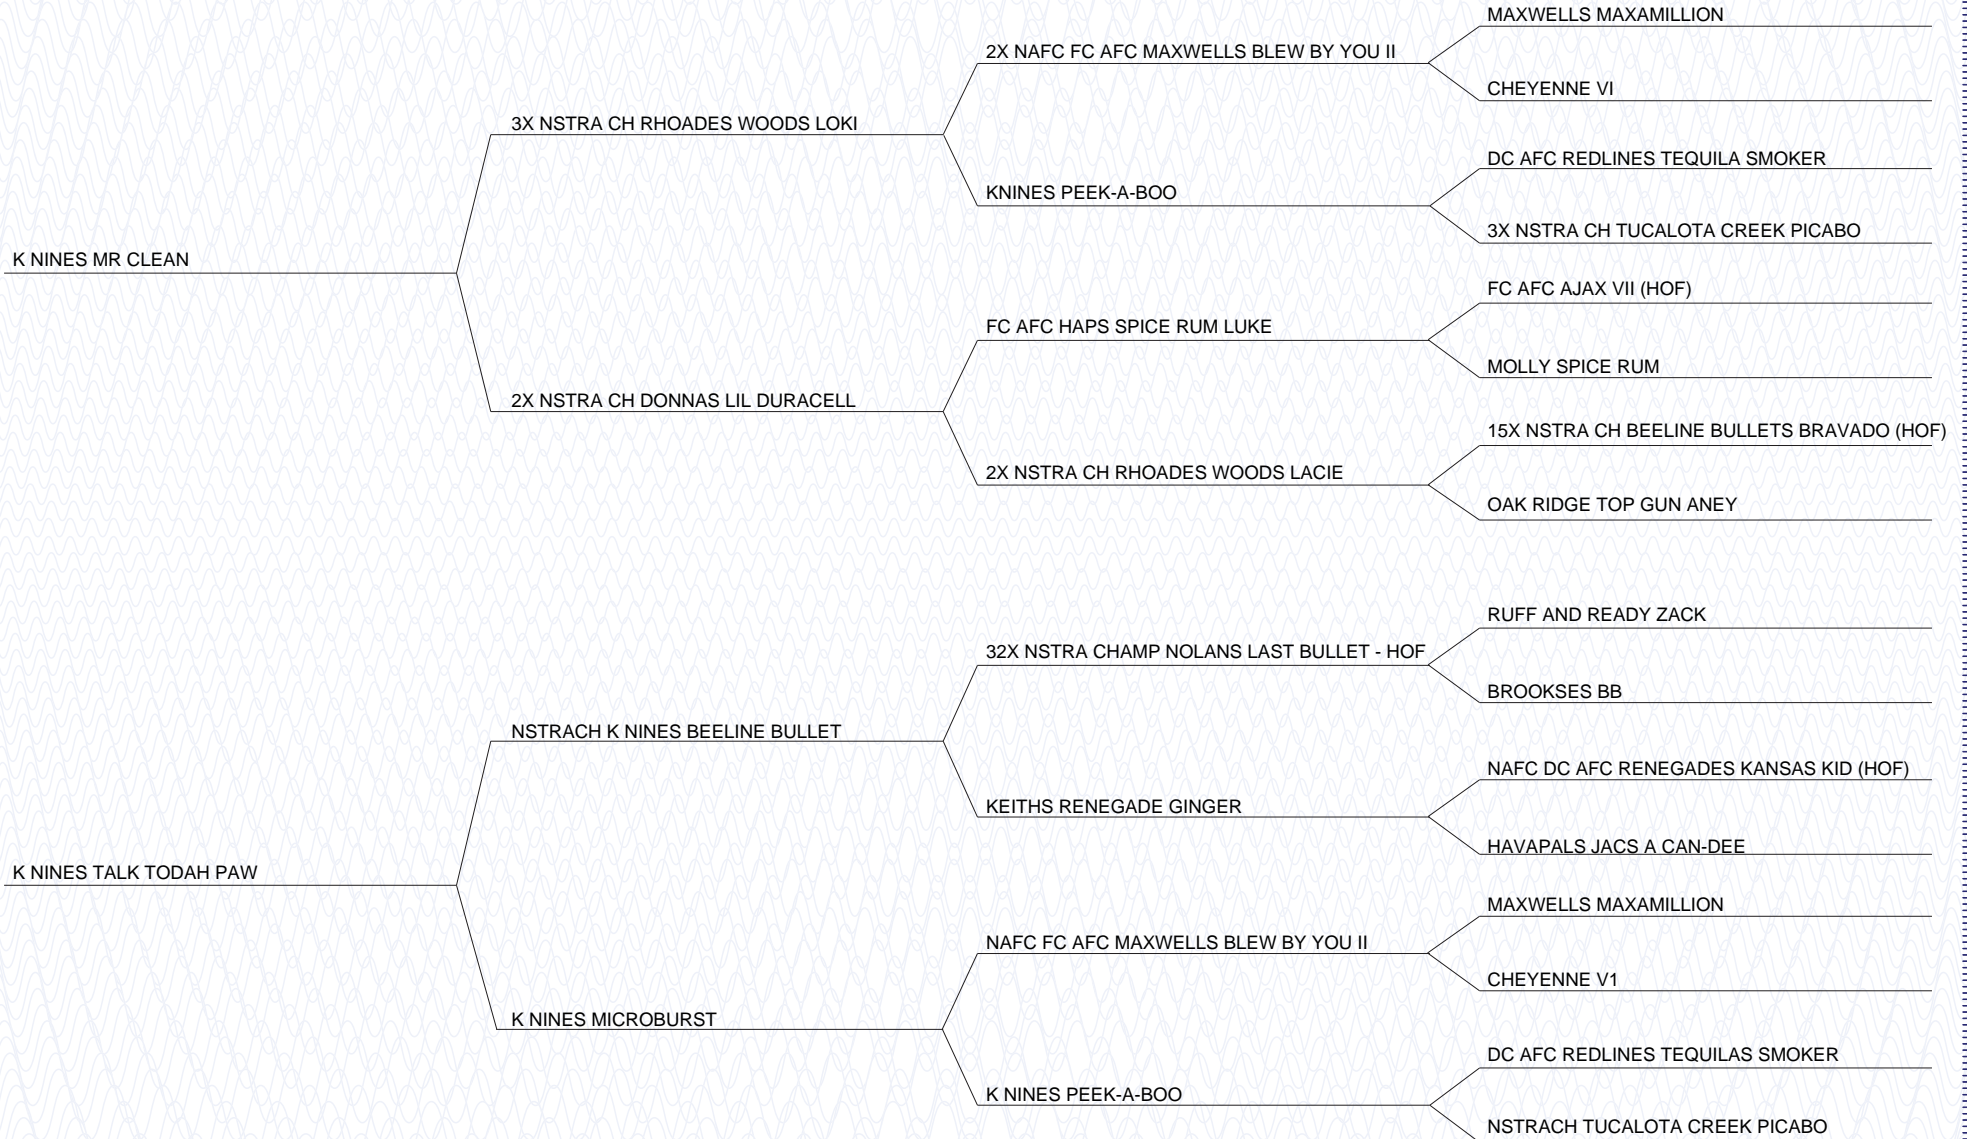 MAXWELLS MAXAMILLION
2X NAFC FC AFC MAXWELLS BLEW BY YOU II
CHEYENNE VI
3X NSTRA CH RHOADES WOODS LOKI
DC AFC REDLINES TEQUILA SMOKER
KNINES PEEK-A-BOO
3X NSTRA CH TUCALOTA CREEK PICABO
K NINES MR CLEAN
FC AFC AJAX VII (HOF)
FC AFC HAPS SPICE RUM LUKE
MOLLY SPICE RUM
2X NSTRA CH DONNAS LIL DURACELL
15X NSTRA CH BEELINE BULLETS BRAVADO (HOF)
2X NSTRA CH RHOADES WOODS LACIE
OAK RIDGE TOP GUN ANEY
RUFF AND READY ZACK
32X NSTRA CHAMP NOLANS LAST BULLET - HOF
BROOKSES BB
NSTRACH K NINES BEELINE BULLET
NAFC DC AFC RENEGADES KANSAS KID (HOF)
KEITHS RENEGADE GINGER
HAVAPALS JACS A CAN-DEE
K NINES TALK TODAH PAW
MAXWELLS MAXAMILLION
NAFC FC AFC MAXWELLS BLEW BY YOU II
CHEYENNE V1
K NINES MICROBURST
DC AFC REDLINES TEQUILAS SMOKER
K NINES PEEK-A-BOO
NSTRACH TUCALOTA CREEK PICABO